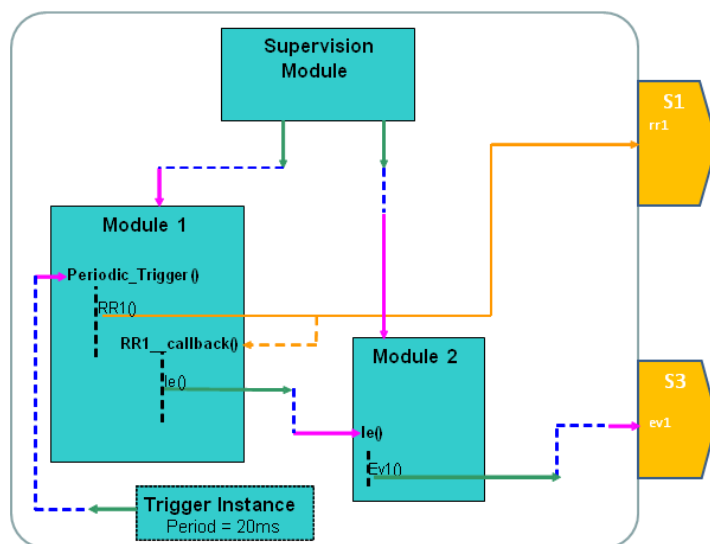 Supervision
Module
S1
rr1
Module 1
Periodic_Trigger()
RR1()
RR1__callback()
Ie()
Module 2
Ie()
Ev1()
S3
ev1
Trigger Instance
Period = 20ms